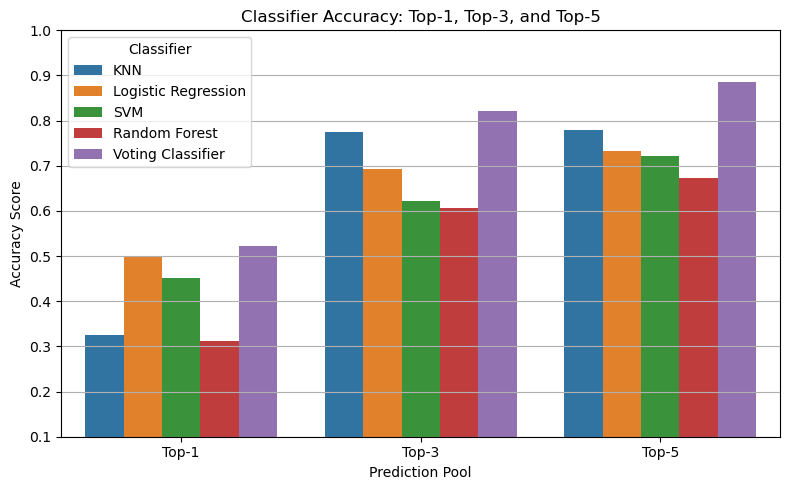 Classifier Accuracy: Top-1, Top-3, and Top-5
Classifier
KNN
Logistic Regression
SVM
Random Forest
Voting Classifier
Accuracy Score
1.0
0.9
0.8
0.7
0.6
0.5
0.4
0.3
0.2
0.1
Top-1
Top-3
Top-5
Prediction Pool